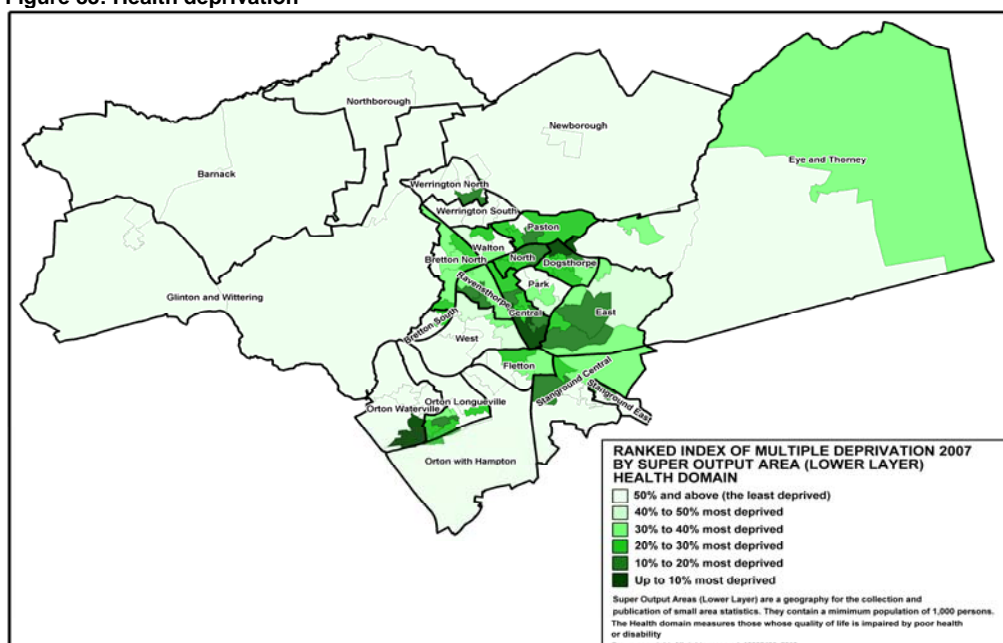 Northborough
Newborough
Eye and Thorney
Barnack
Werrington North
Werrington South
Paston
Walton
North
Bretton North
Dogsthorpe
Ravensthorpe
Park
Glinton and Wittering
Central
East
Bretton South
West
Fletton
Stanground Central
Stanground East
Orton Longueville
Orton Waterville
Orton with Hampton
RANKED INDEX OF MULTIPLE DEPRIVATION 2007
BY SUPER OUTPUT AREA (LOWER LAYER)
HEALTH DOMAIN
50% and above (the least deprived)
40% to 50% most deprived
30% to 40% most deprived
20% to 30% most deprived
10% to 20% most deprived
Up to 10% most deprived
Super Output Areas (Lower Layer) are a geography for the collection and
publication of small area statistics. They contain a mimimum population of 1,000 persons.
The Health domain measures those whose quality of life is impaired by poor health
or disability